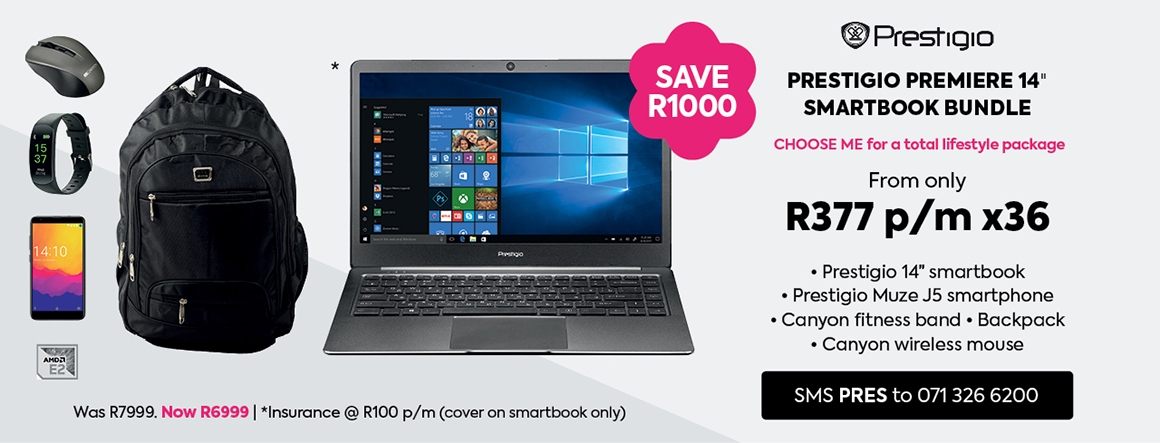 Prestigio
PRESTIGIO PREMIERE 14"
SMARTBOOK BUNDLE
CHOOSE ME for a total lifestyle package
From only
R377 p/m x36
• Prestigio 14" smartbook
• Prestigio Muze J5 smartphone
• Canyon fitness band • Backpack
• Canyon wireless mouse
SMS PRES to 071 326 6200
SAVE
R1000
*
Prestigio
15
37
14:10
AMD
E2
Was R7999. Now R6999 | *Insurance @ R100 p/m (cover on smartbook only)